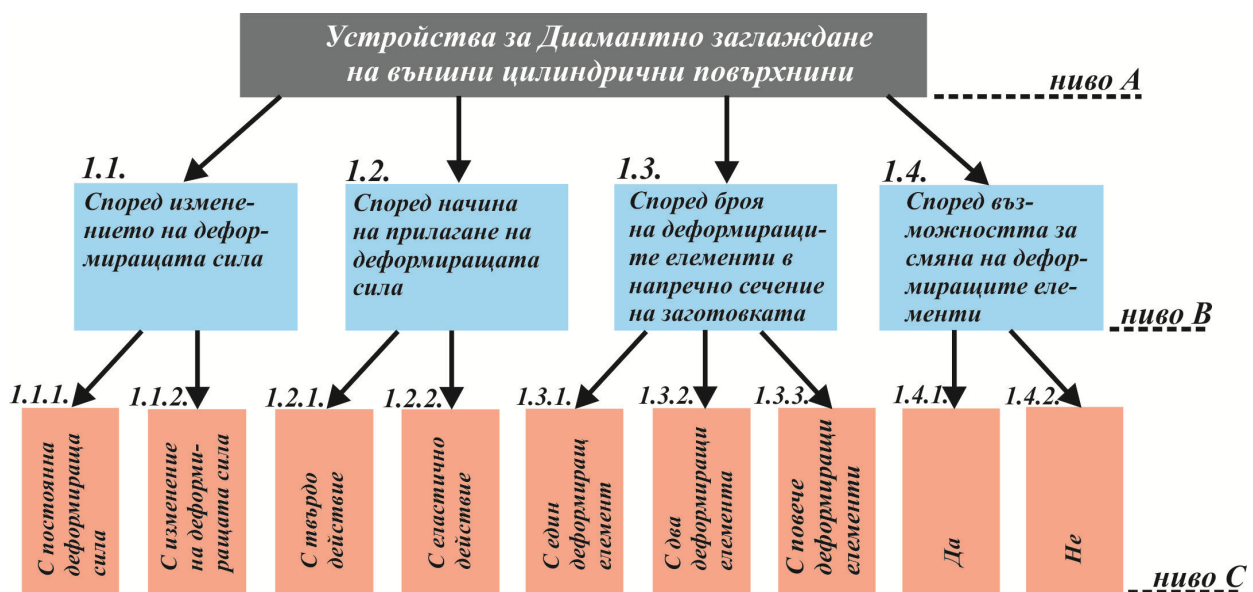 Устройства за Диамантно заглаждане
на външни цилиндрични повърхнини
ниво А
1.1.
Според измене-
нието на дефор-
миращата сила
1.2.
Според начина
на прилагане на
деформиращата
сила
1.3.
Според броя
на деформиращи-
те елементи в
напречно сечение
на заготовката
1.4.
Според въз-
можността за
смяна на дефор-
миращите еле-
менти
ниво В
1.1.1.
С постоянна
деформираща
сила
1.1.2.
С изменение
на деформи-
ращата сила
1.2.1.
С твърдо
действие
1.2.2.
С еластично
действие
1.3.1.
С един
деформиращ
елемент
1.3.2.
С два
деформиращи
елемента
1.3.3.
С повече
деформиращи
елементи
1.4.1.
Да
1.4.2.
Не
ниво С